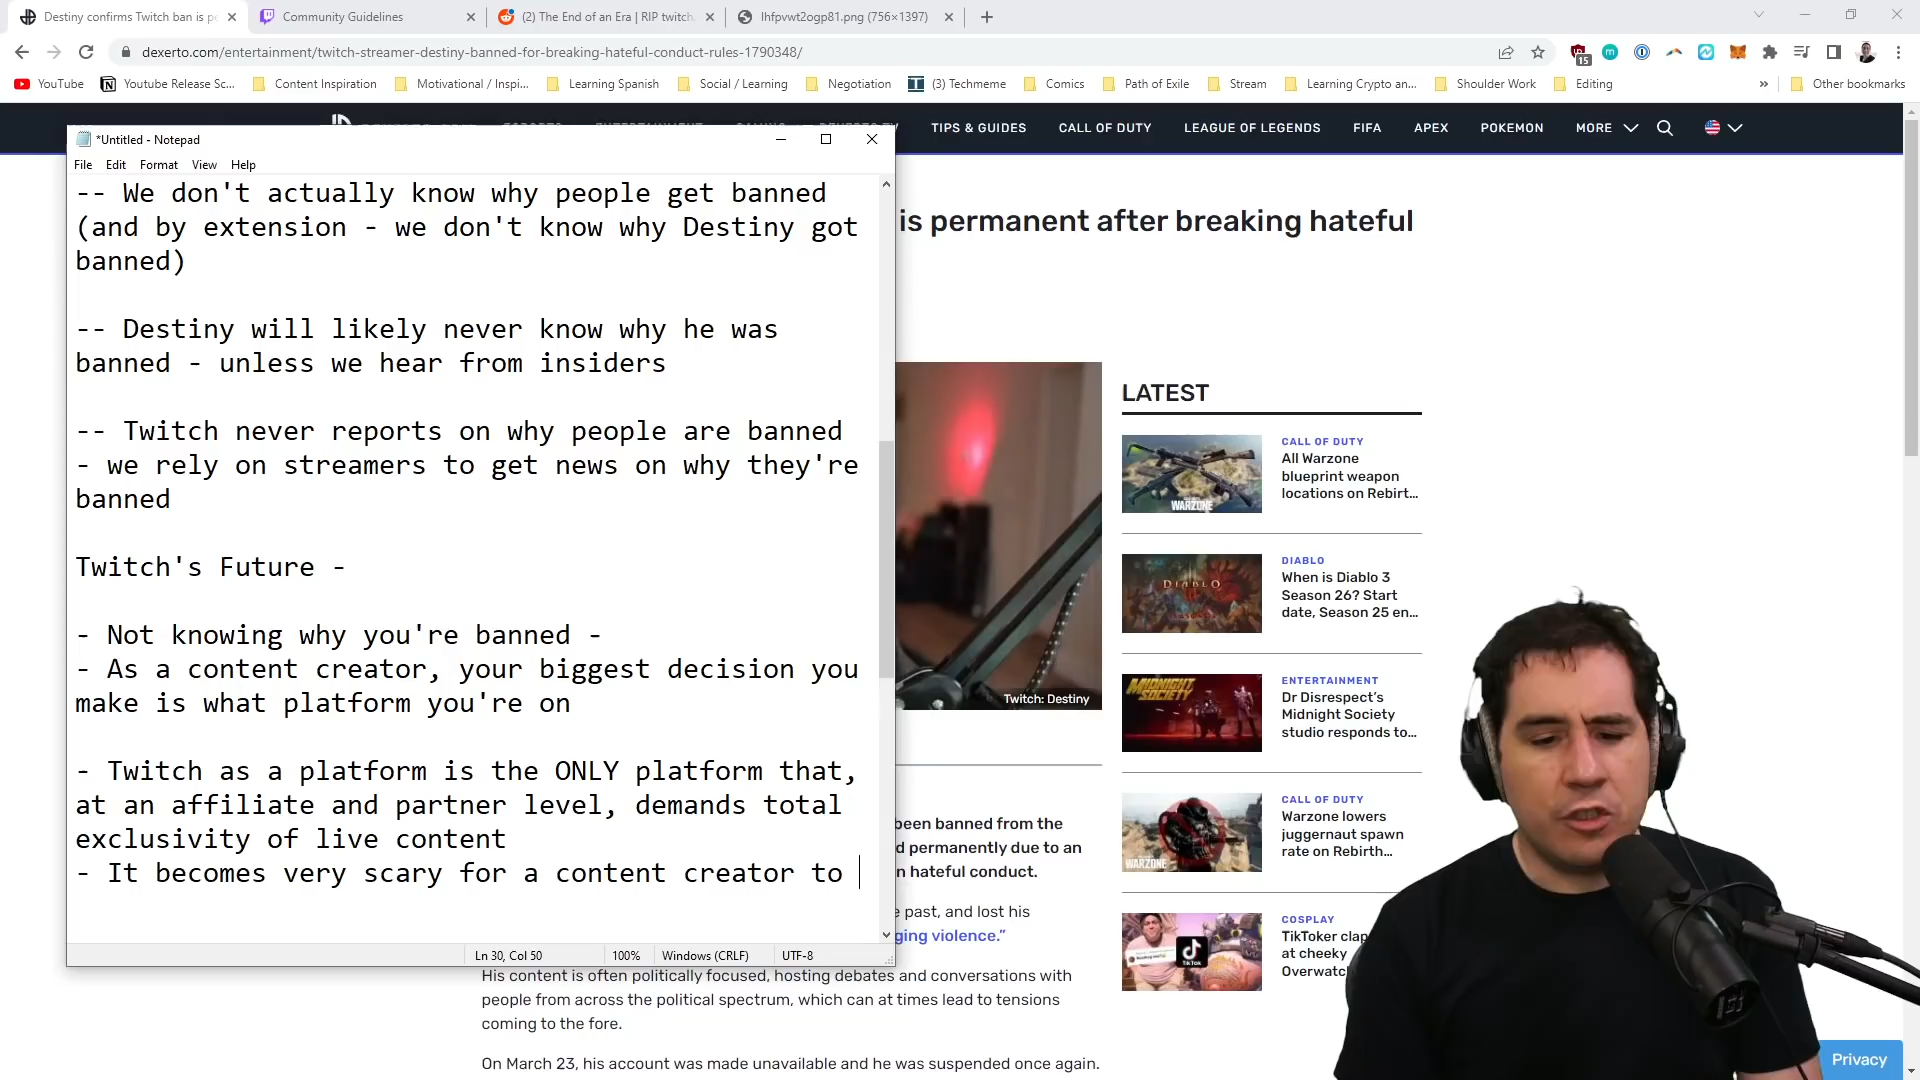 Destiny confirms Twitch ban is pe
Community Guidelines
(2) The End of an Era | RIP twitch.
lhfpvwt2ogp81.png (756×1397)
dexerto.com/entertainment/twitch-streamer-destiny-banned-for-breaking-hateful-conduct-rules-1790348/
15
YouTube
Youtube Release Sc...
Content Inspiration
Motivational / Inspi...
Learning Spanish
Social / Learning
Negotiation
(3) Techmeme
Comics
Path of Exile
Stream
Learning Crypto an...
Shoulder Work
Editing
»
Other bookmarks
TIPS & GUIDES
CALL OF DUTY
LEAGUE OF LEGENDS
FIFA
APEX
POKEMON
MORE
*Untitled - Notepad
File Edit Format View Help
-- We don't actually know why people get banned
(and by extension - we don't know why Destiny got
banned)
-- Destiny will likely never know why he was
banned - unless we hear from insiders
-- Twitch never reports on why people are banned
- we rely on streamers to get news on why they're
banned
Twitch's Future -
- Not knowing why you're banned -
- As a content creator, your biggest decision you
make is what platform you're on
- Twitch as a platform is the ONLY platform that,
at an affiliate and partner level, demands total
exclusivity of live content
- It becomes very scary for a content creator to
Ln 30, Col 50
100%
Windows (CRLF)
UTF-8
is permanent after breaking hateful
Twitch: Destiny
been banned from the
d permanently due to an
n hateful conduct.
e past, and lost his
ging violence.”
His content is often politically focused, hosting debates and conversations with
people from across the political spectrum, which can at times lead to tensions
coming to the fore.
On March 23, his account was made unavailable and he was suspended once again.
LATEST
WARZONE
CALL OF DUTY
All Warzone
blueprint weapon
locations on Rebirt...
DIABLO
DIABLO
When is Diablo 3
Season 26? Start
date, Season 25 en...
MIDNIGHT
SOCIETY
ENTERTAINMENT
Dr Disrespect’s
Midnight Society
studio responds to...
WARZONE
CALL OF DUTY
Warzone lowers
juggernaut spawn
rate on Rebirth...
TikTok
COSPLAY
TikToker clap
at cheeky
Overwatc
Privacy